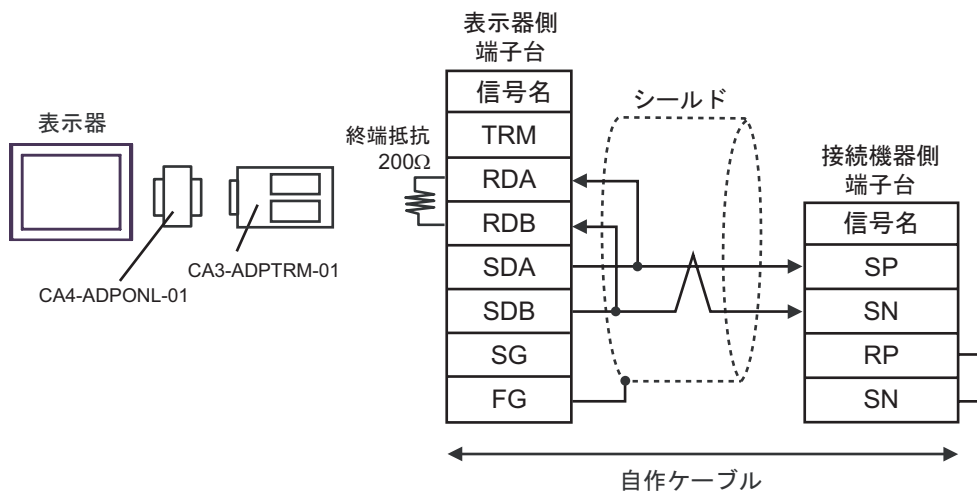 表示器
CA4-ADPONL-01
CA3-ADPTRM-01
終端抵抗
200Ω
表示器側
端子台
信号名
TRM
RDA
RDB
SDA
SDB
SG
FG
シールド
接続機器側
端子台
信号名
SP
SN
RP
SN
自作ケーブル